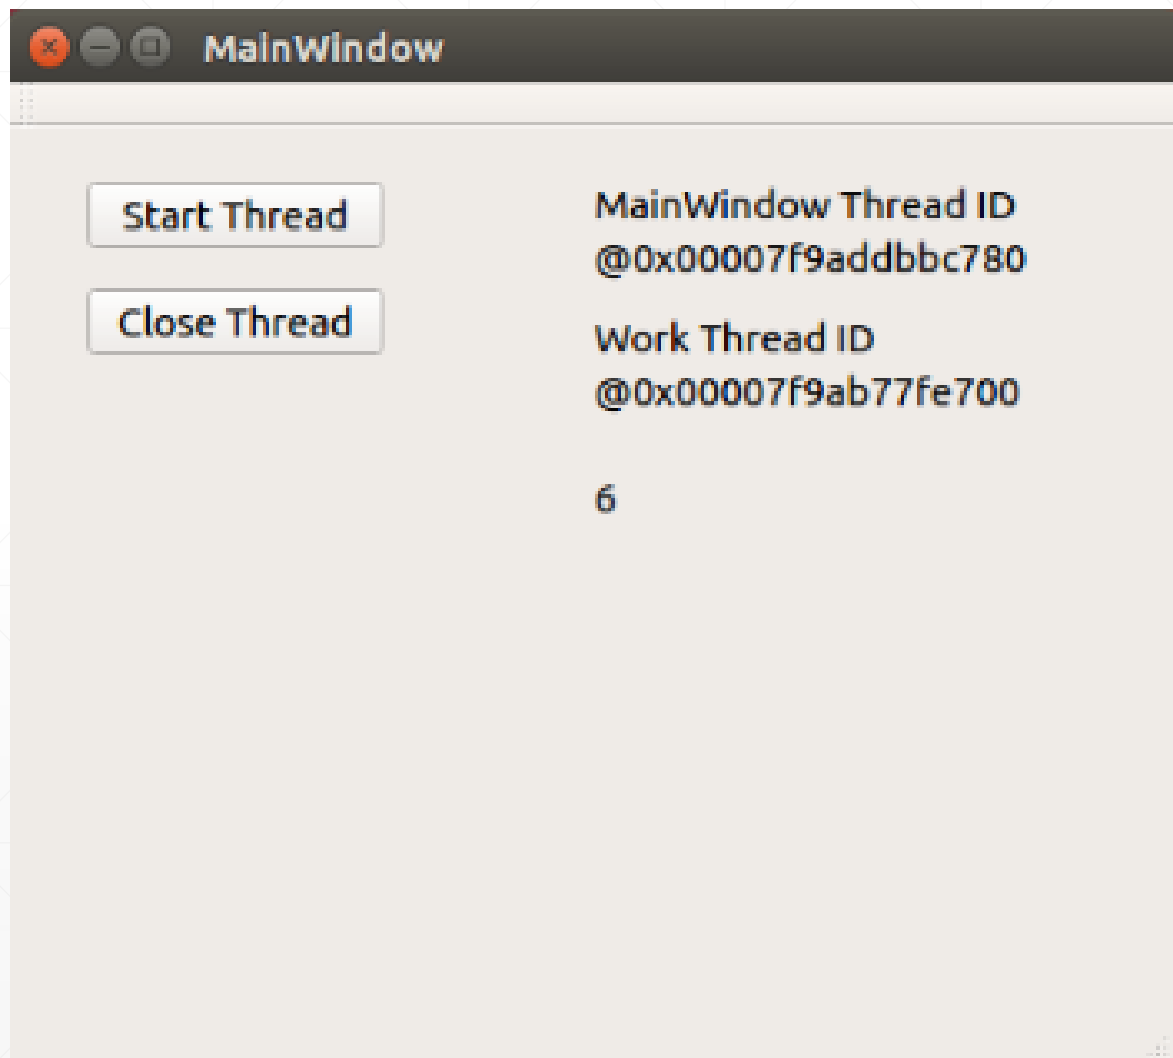 MainWindow
Start Thread
Close Thread
MainWindow Thread ID
@0x00007f9addbbc780
Work Thread ID
@0x00007f9ab77fe700
6